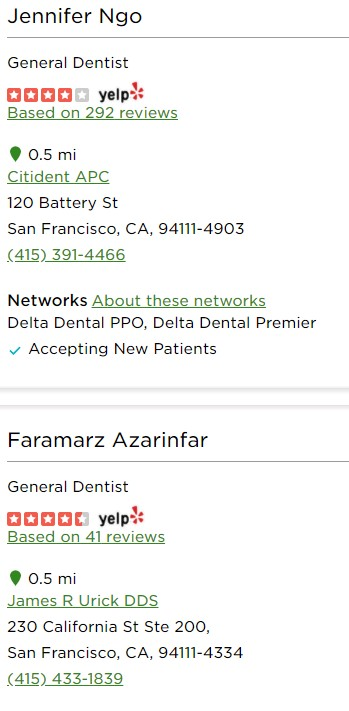 Jennifer Ngo
General Dentist
yelp
Based on 292 reviews
0.5 mi
Citident APC
120 Battery St
San Francisco, CA, 94111-4903
(415) 391-4466
Networks About these networks
Delta Dental PPO, Delta Dental Premier
Accepting New Patients
Faramarz Azarinfar
General Dentist
yelp
Based on 41 reviews
0.5 mi
James R Urick DDS
230 California St Ste 200,
San Francisco, CA, 94111-4334
(415) 433-1839